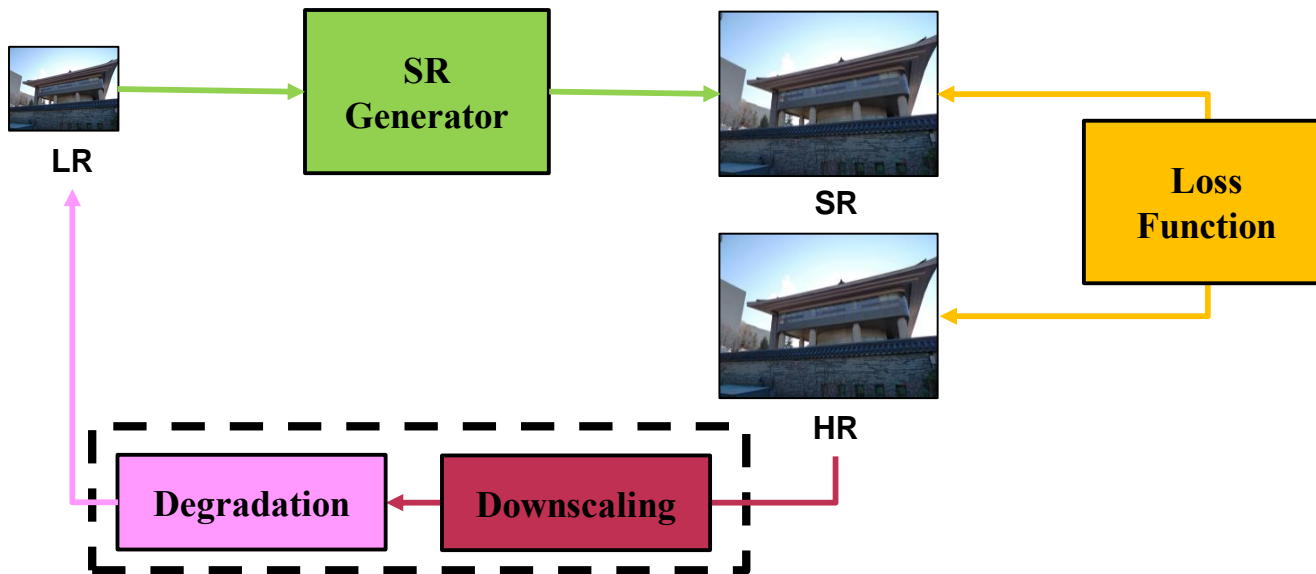 SR
Generator
LR
SR
Loss
Function
HR
Degradation
Downscaling